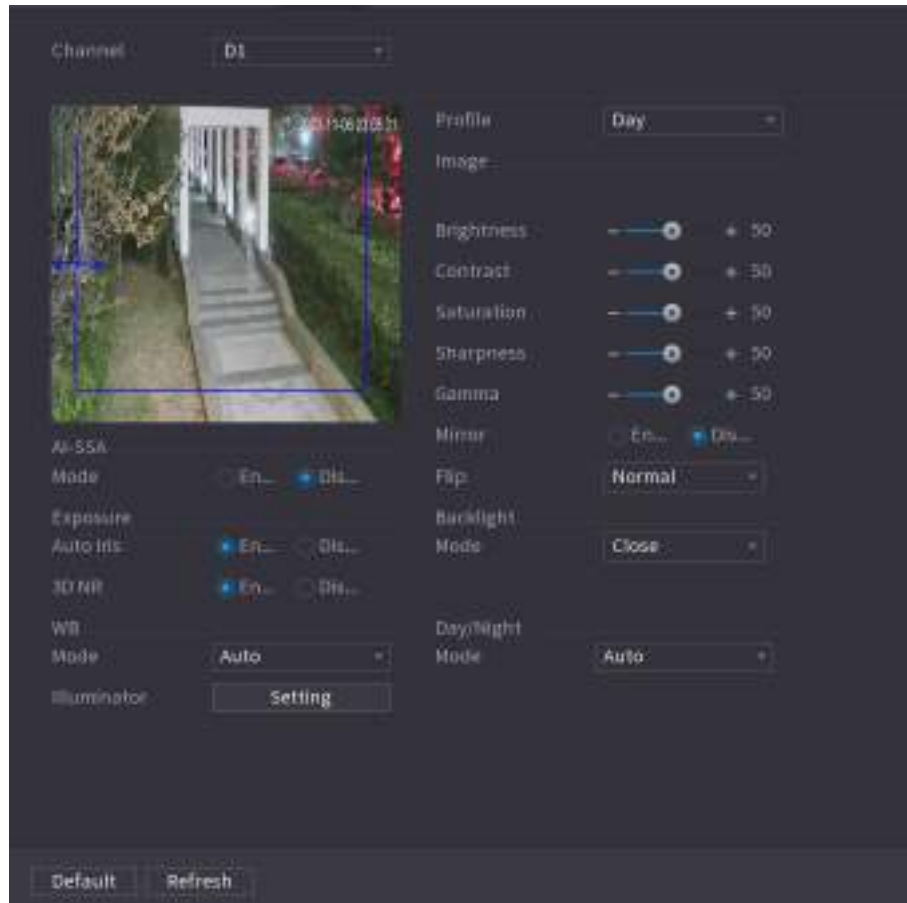 Channel D1
Profile Day
Image
Brightness - + 50
Contrast - + 50
Saturation - + 50
Sharpness - + 50
Gamma - + 50
Mirror En... Dis...
Flip Normal
Backlight
Mode Close
Day/Night
Mode Auto
AI-SSA
Mode En... Dis...
Exposure
Auto Iris En... Dis...
3D NR En... Dis...
WB
Mode Auto
Illuminator Setting
Default Refresh